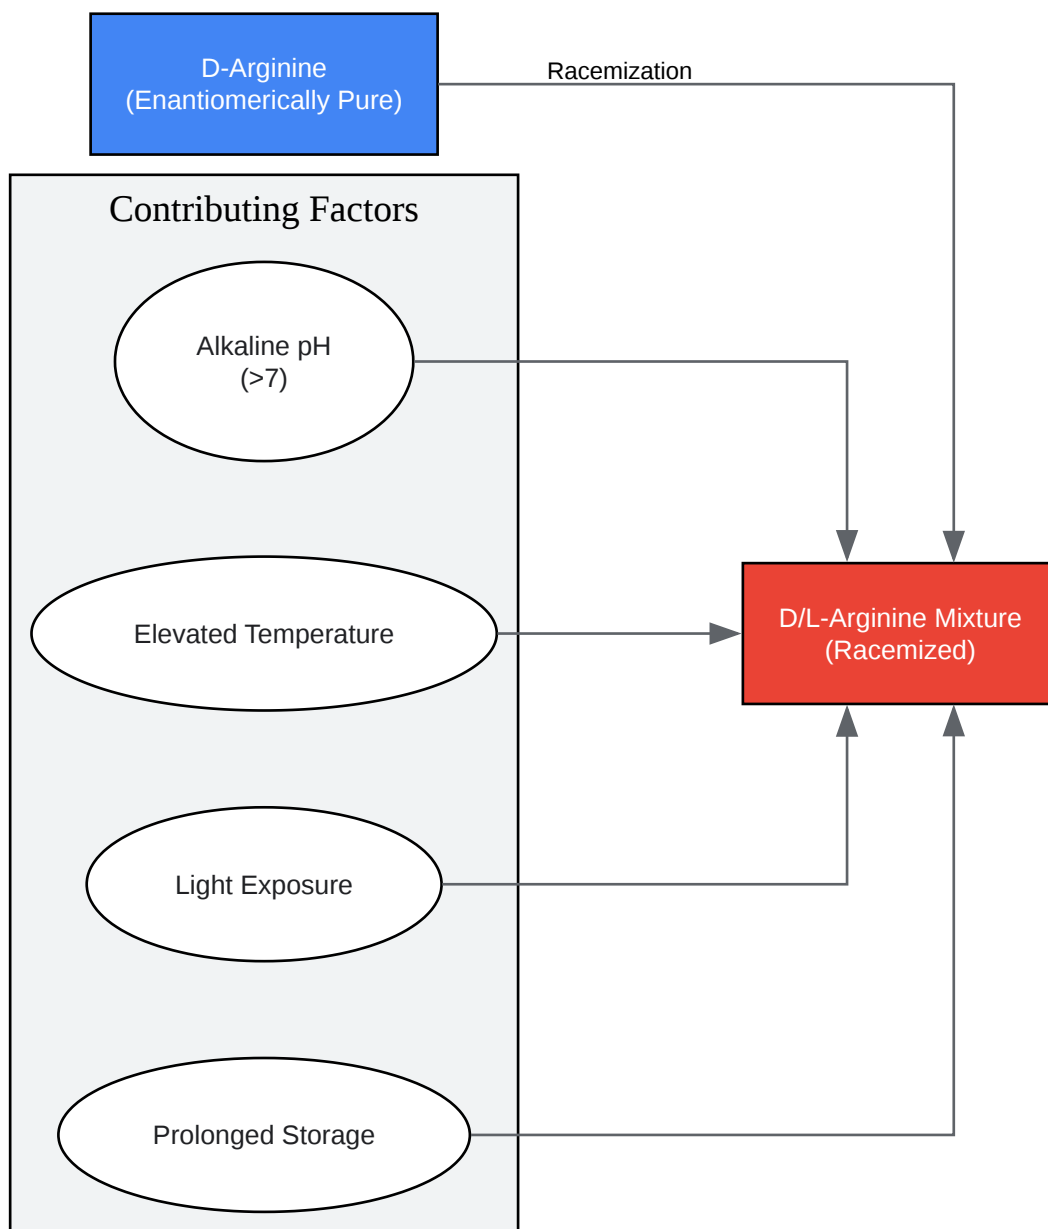 D-Arginine
(Enantiomerically Pure)
Racemization
Contributing Factors
Alkaline pH
(>7)
Elevated Temperature
D/L-Arginine Mixture
(Racemized)
Light Exposure
Prolonged Storage